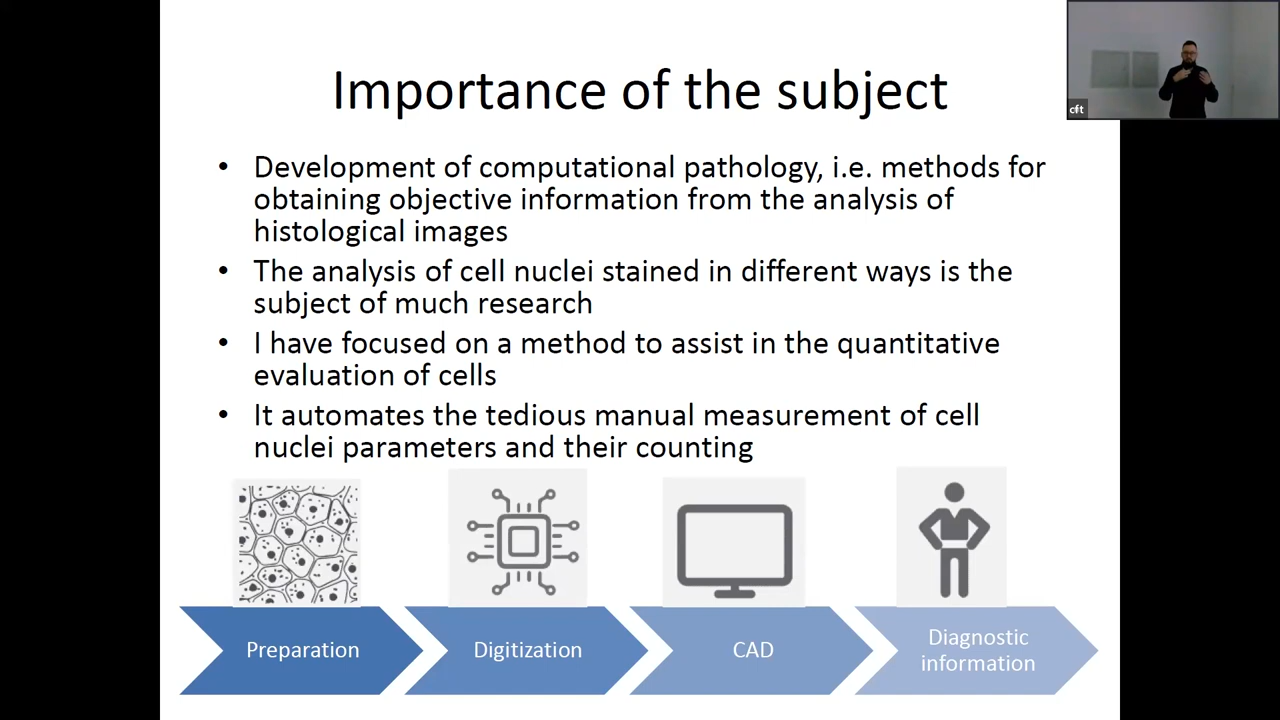 Importance of the subject
• Development of computational pathology, i.e. methods for
obtaining objective information from the analysis of
histological images
• The analysis of cell nuclei stained in different ways is the
subject of much research
• I have focused on a method to assist in the quantitative
evaluation of cells
• It automates the tedious manual measurement of cell
nuclei parameters and their counting
Preparation
Digitization
CAD
Diagnostic
information
cft